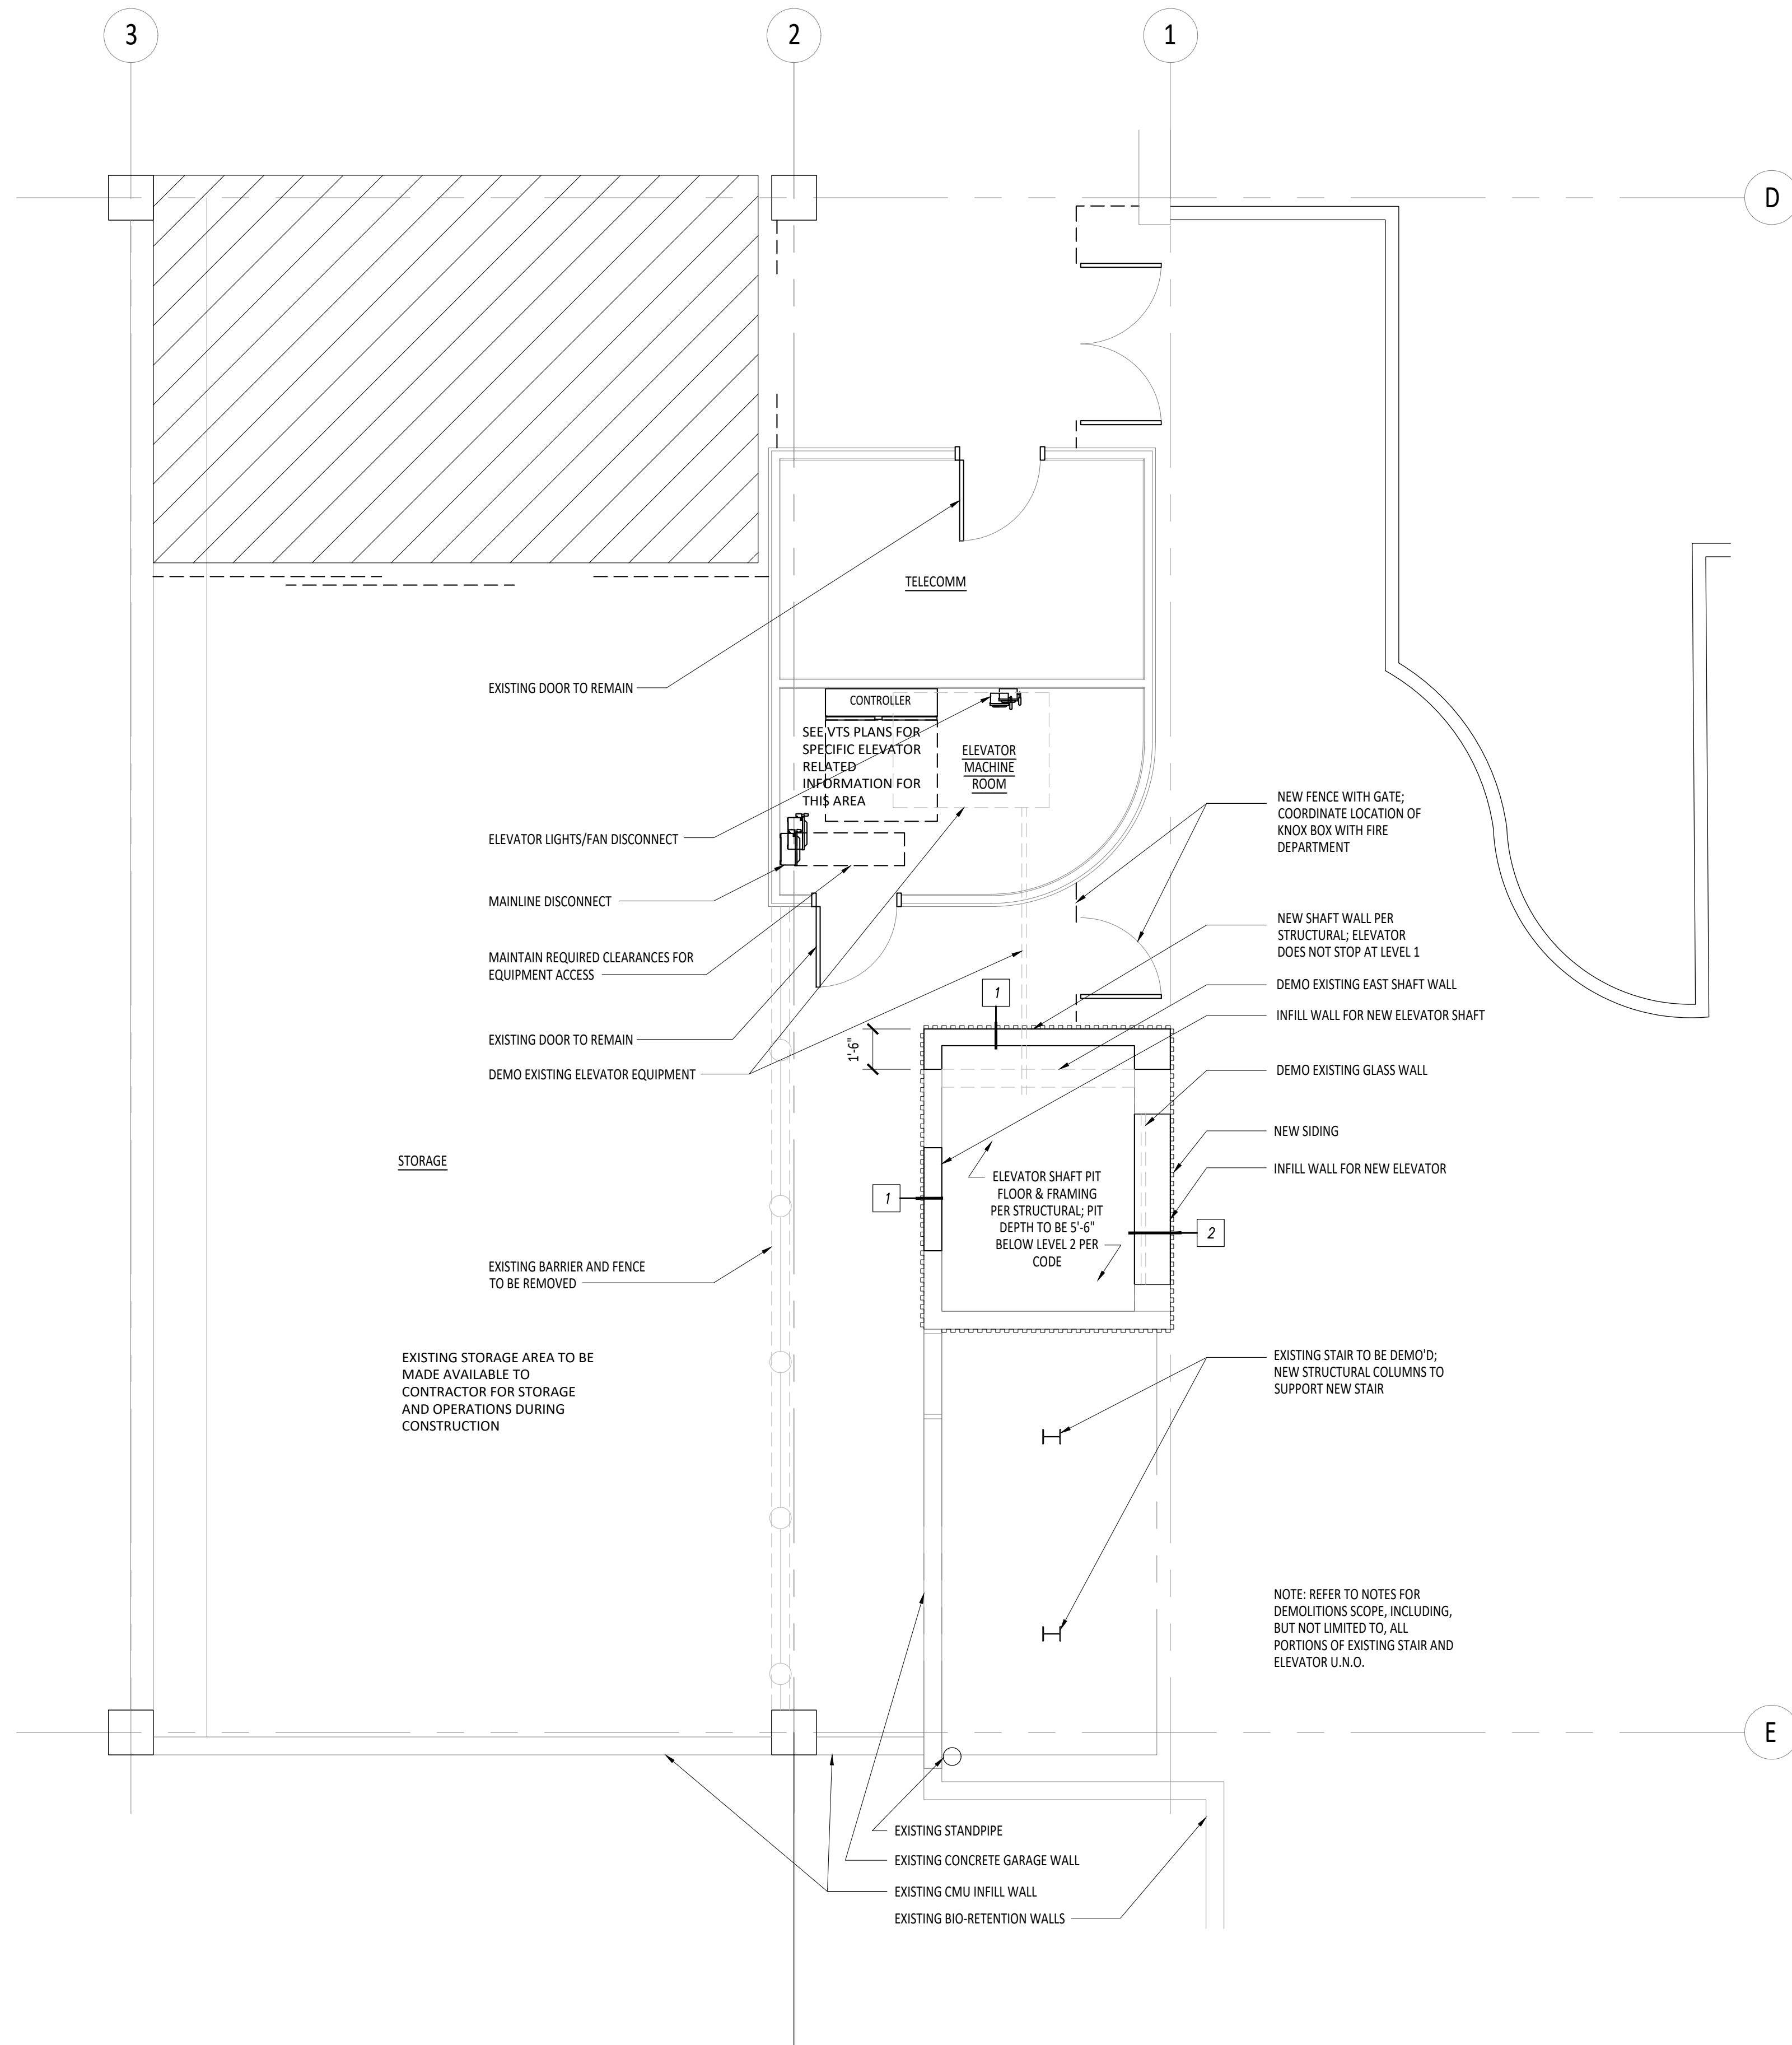 3
2
1
D
TELECOMM
EXISTING DOOR TO REMAIN
CONTROLLER
SEE VTS PLANS FOR
SPECIFIC ELEVATOR
RELATED
INFORMATION FOR
THIS AREA
ELEVATOR
MACHINE
ROOM
NEW FENCE WITH GATE;
COORDINATE LOCATION OF
KNOX BOX WITH FIRE
DEPARTMENT
ELEVATOR LIGHTS/FAN DISCONNECT
MAINLINE DISCONNECT
NEW SHAFT WALL PER
STRUCTURAL; ELEVATOR
DOES NOT STOP AT LEVEL 1
MAINTAIN REQUIRED CLEARANCES FOR
EQUIPMENT ACCESS
DEMO EXISTING EAST SHAFT WALL
1
INFILL WALL FOR NEW ELEVATOR SHAFT
EXISTING DOOR TO REMAIN
1'-6"
DEMO EXISTING ELEVATOR EQUIPMENT
DEMO EXISTING GLASS WALL
NEW SIDING
STORAGE
INFILL WALL FOR NEW ELEVATOR
ELEVATOR SHAFT PIT
FLOOR & FRAMING
PER STRUCTURAL; PIT
DEPTH TO BE 5'-6"
BELOW LEVEL 2 PER
CODE
1
2
EXISTING BARRIER AND FENCE
TO BE REMOVED
EXISTING STORAGE AREA TO BE
MADE AVAILABLE TO
CONTRACTOR FOR STORAGE
AND OPERATIONS DURING
CONSTRUCTION
EXISTING STAIR TO BE DEMO'D;
NEW STRUCTURAL COLUMNS TO
SUPPORT NEW STAIR
NOTE: REFER TO NOTES FOR
DEMOLITIONS SCOPE, INCLUDING,
BUT NOT LIMITED TO, ALL
PORTIONS OF EXISTING STAIR AND
ELEVATOR U.N.O.
E
EXISTING STANDPIPE
EXISTING CONCRETE GARAGE WALL
EXISTING CMU INFILL WALL
EXISTING BIO-RETENTION WALLS